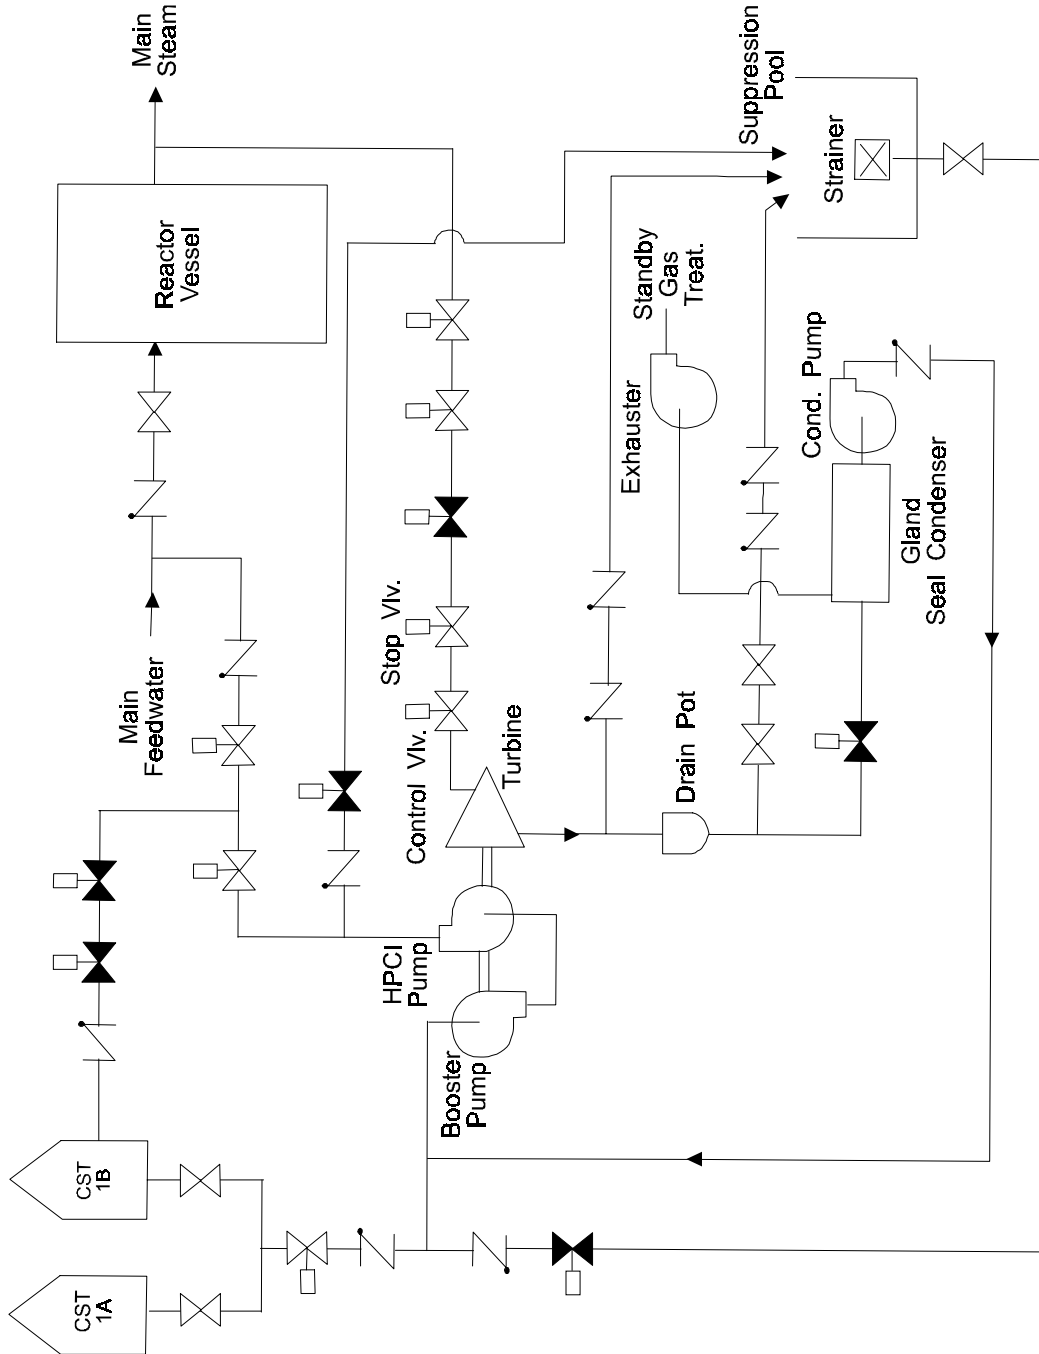 CST
1A
CST
1B
Main
Feedwater
Reactor
Vessel
Main
Steam
Booster
Pump
HPCI
Pump
Control Vlv.
Stop Vlv.
Turbine
Exhauster
Standby
Gas
Treat.
Drain Pot
Gland
Seal Condenser
Cond. Pump
Strainer
Suppression
Pool